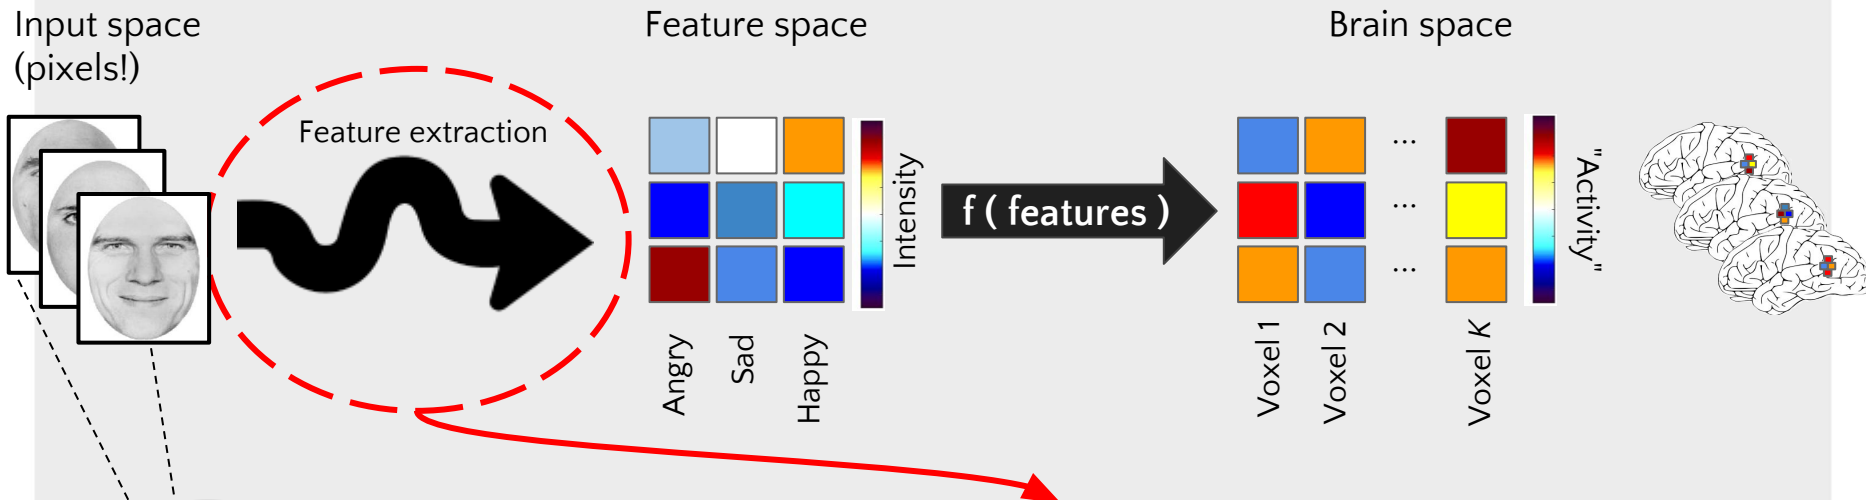 Input space
(pixels!)
Feature space
Brain space
Feature extraction
Intensity
f ( features )
...
...
...
"Activity"
Angry
Sad
Happy
Voxel 1
Voxel 2
Voxel K